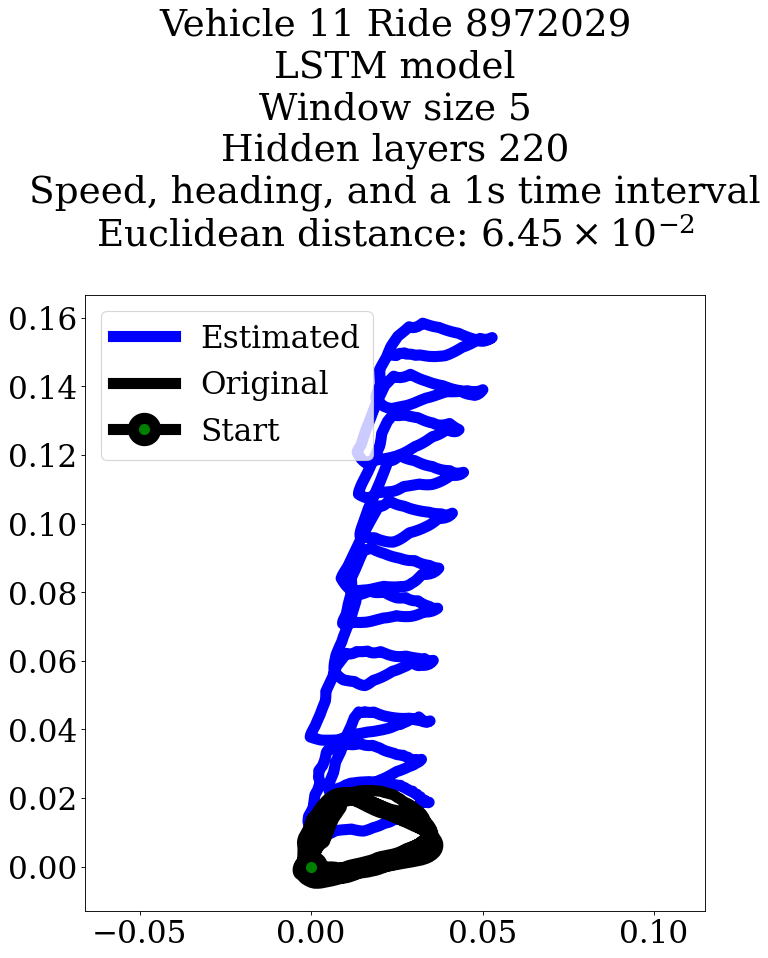 Vehicle 11 Ride 8972029
LSTM model
Window size 5
Hidden layers 220
Speed, heading, and a 1s time interval
Euclidean distance: 6.45 × 10⁻²
Estimated
Original
Start
0.16
0.14
0.12
0.10
0.08
0.06
0.04
0.02
0.00
−0.05 0.00 0.05 0.10